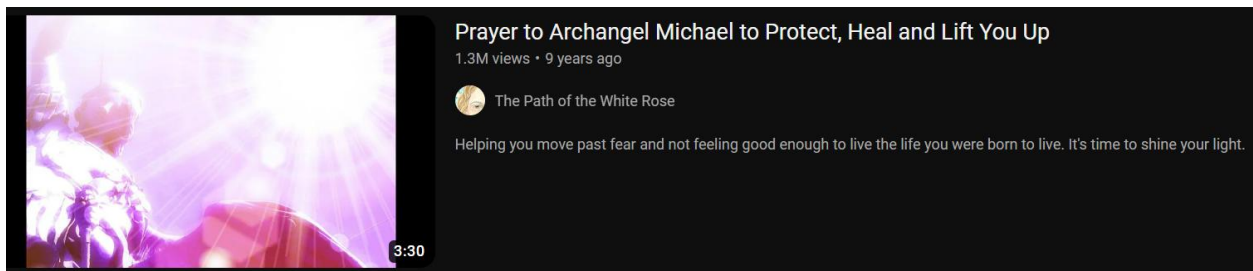 Prayer to Archangel Michael to Protect, Heal and Lift You Up
1.3M views • 9 years ago
The Path of the White Rose
Helping you move past fear and not feeling good enough to live the life you were born to live. It's time to shine your light.
3:30